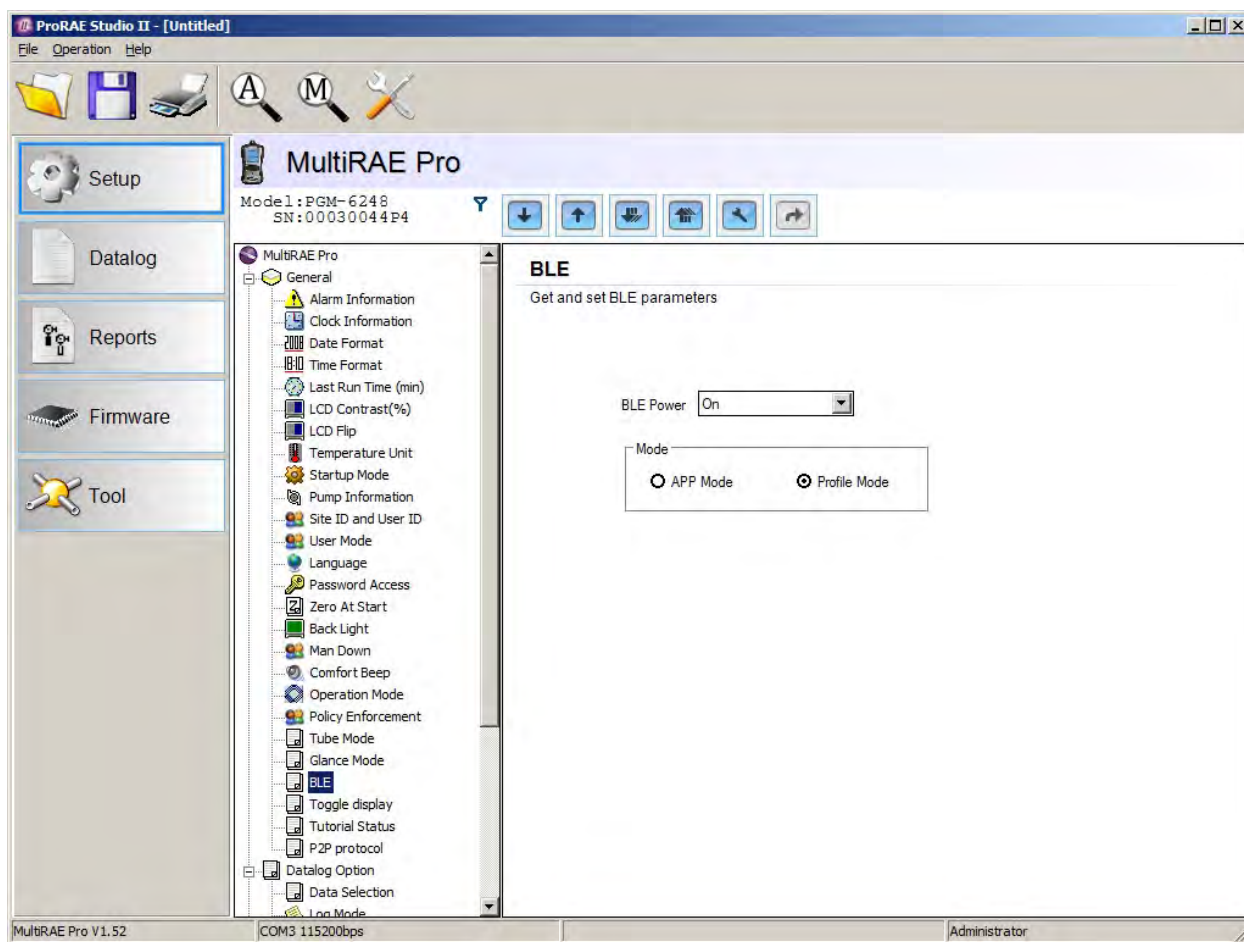 ProRAE Studio II - [Untitled]
File Operation Help
A M
Setup
Datalog
Reports
Firmware
Tool
MultiRAE Pro
Model:PGM-6248
SN:00030044P4
MultiRAE Pro
General
Alarm Information
Clock Information
Date Format
Time Format
Last Run Time (min)
LCD Contrast(%)
LCD Flip
Temperature Unit
Startup Mode
Pump Information
Site ID and User ID
User Mode
Language
Password Access
Zero At Start
Back Light
Man Down
Comfort Beep
Operation Mode
Policy Enforcement
Tube Mode
Glance Mode
BLE
Toggle display
Tutorial Status
P2P protocol
Datalog Option
Data Selection
Log Mode
BLE
Get and set BLE parameters
BLE Power On
Mode
APP Mode Profile Mode
MultiRAE Pro V1.52 COM3 115200bps Administrator